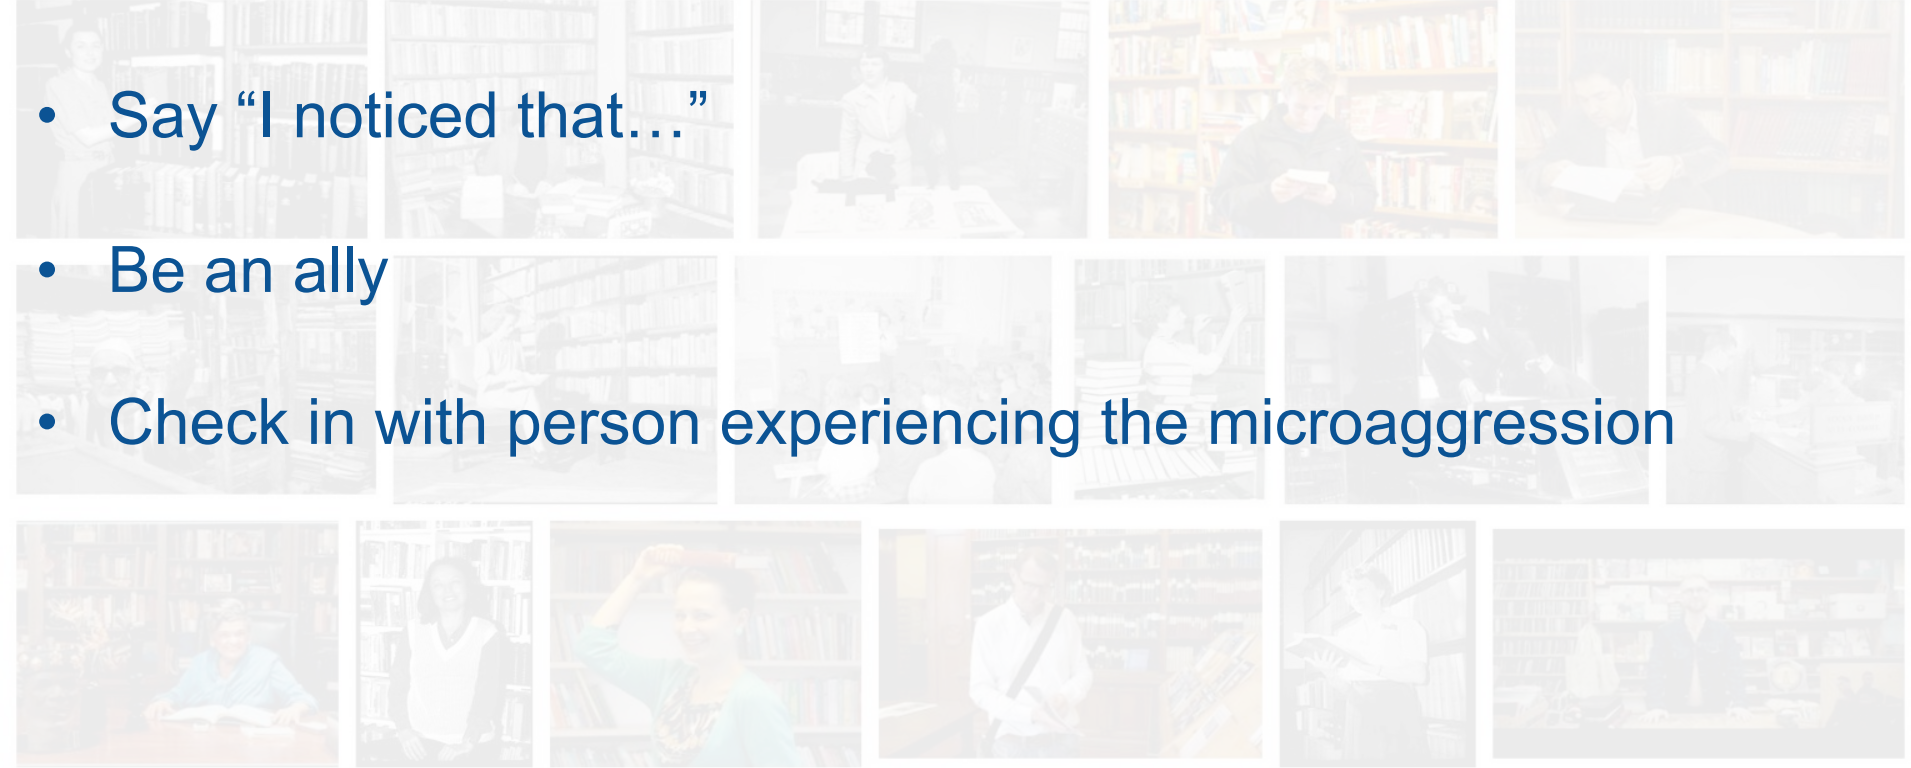 • Say “I noticed that…”
• Be an ally
• Check in with person experiencing the microaggression